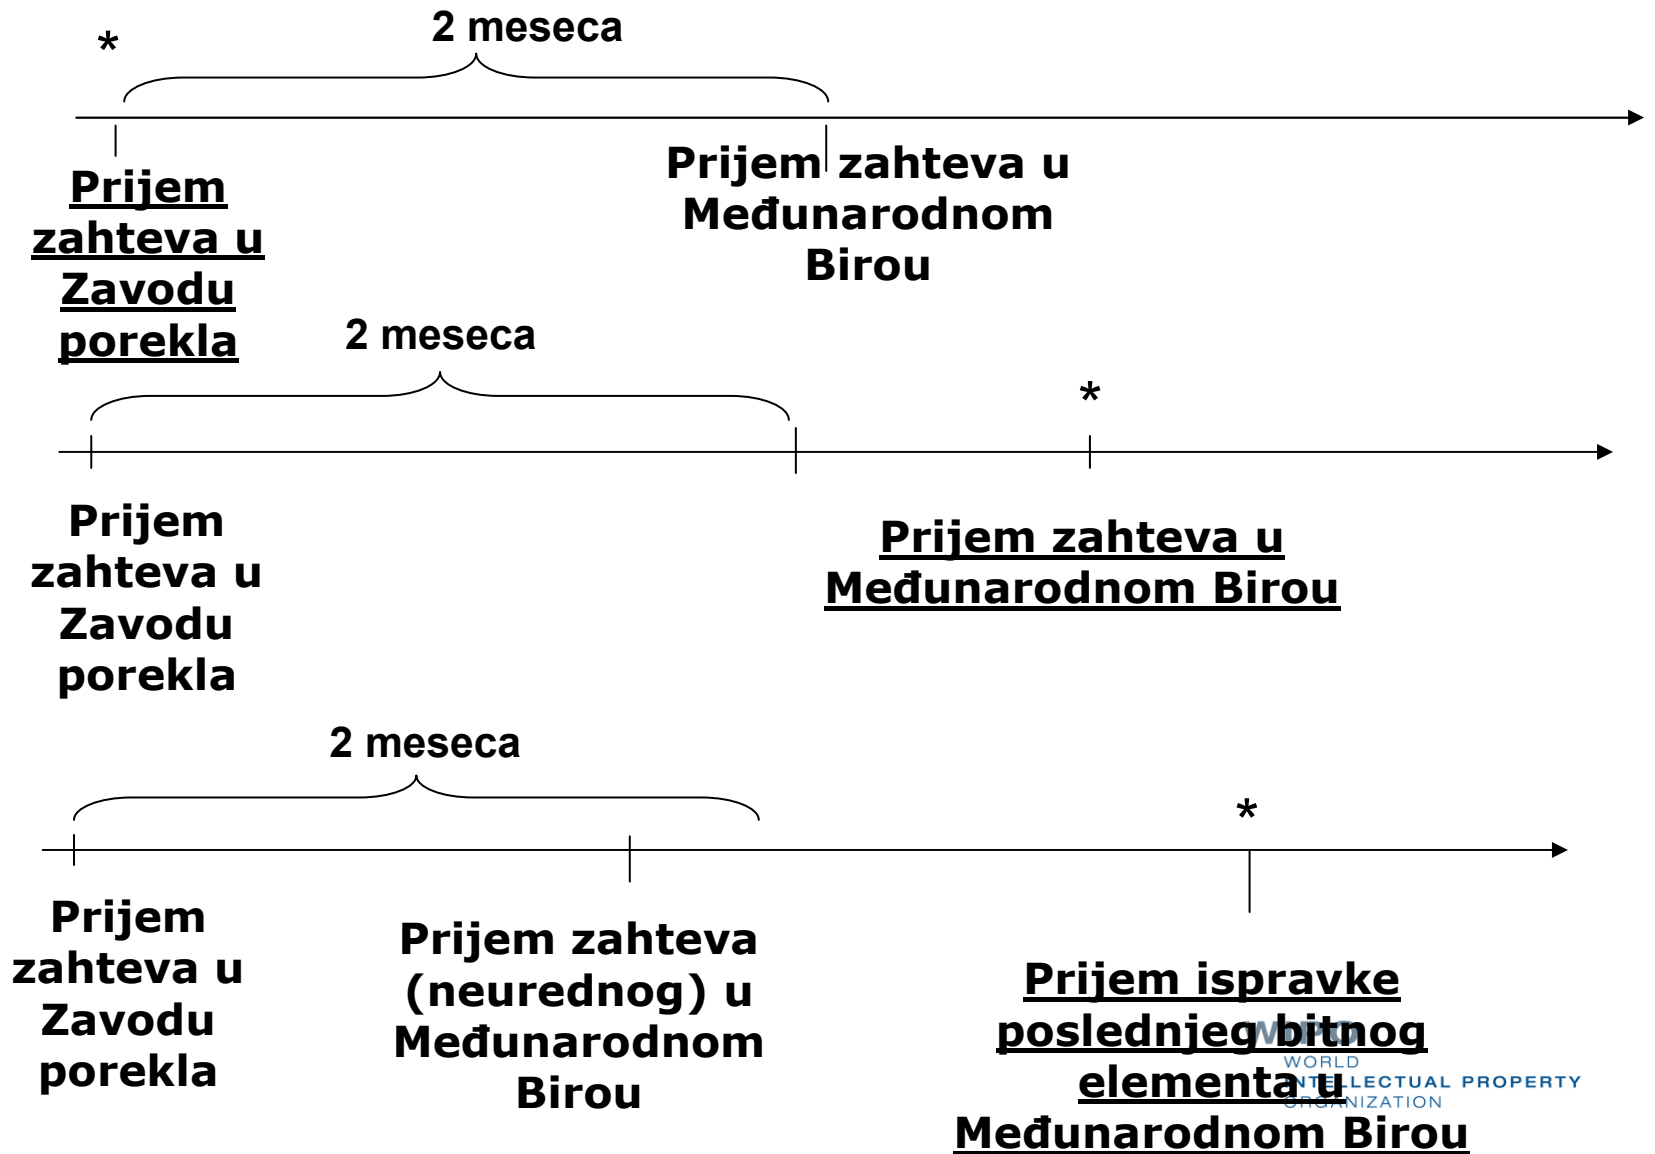 *
2 meseca
Prijem
zahteva u
Zavodu
porekla
Prijem zahteva u
Međunarodnom
Birou
2 meseca
*
Prijem
zahteva u
Zavodu
porekla
Prijem zahteva u
Međunarodnom Birou
2 meseca
*
Prijem
zahteva u
Zavodu
porekla
Prijem zahteva
(neurednog) u
Međunarodnom
Birou
Prijem ispravke
poslednjeg bitnog
elementa u
Međunarodnom Birou
WIPO
WORLD
INTELLECTUAL PROPERTY
ORGANIZATION